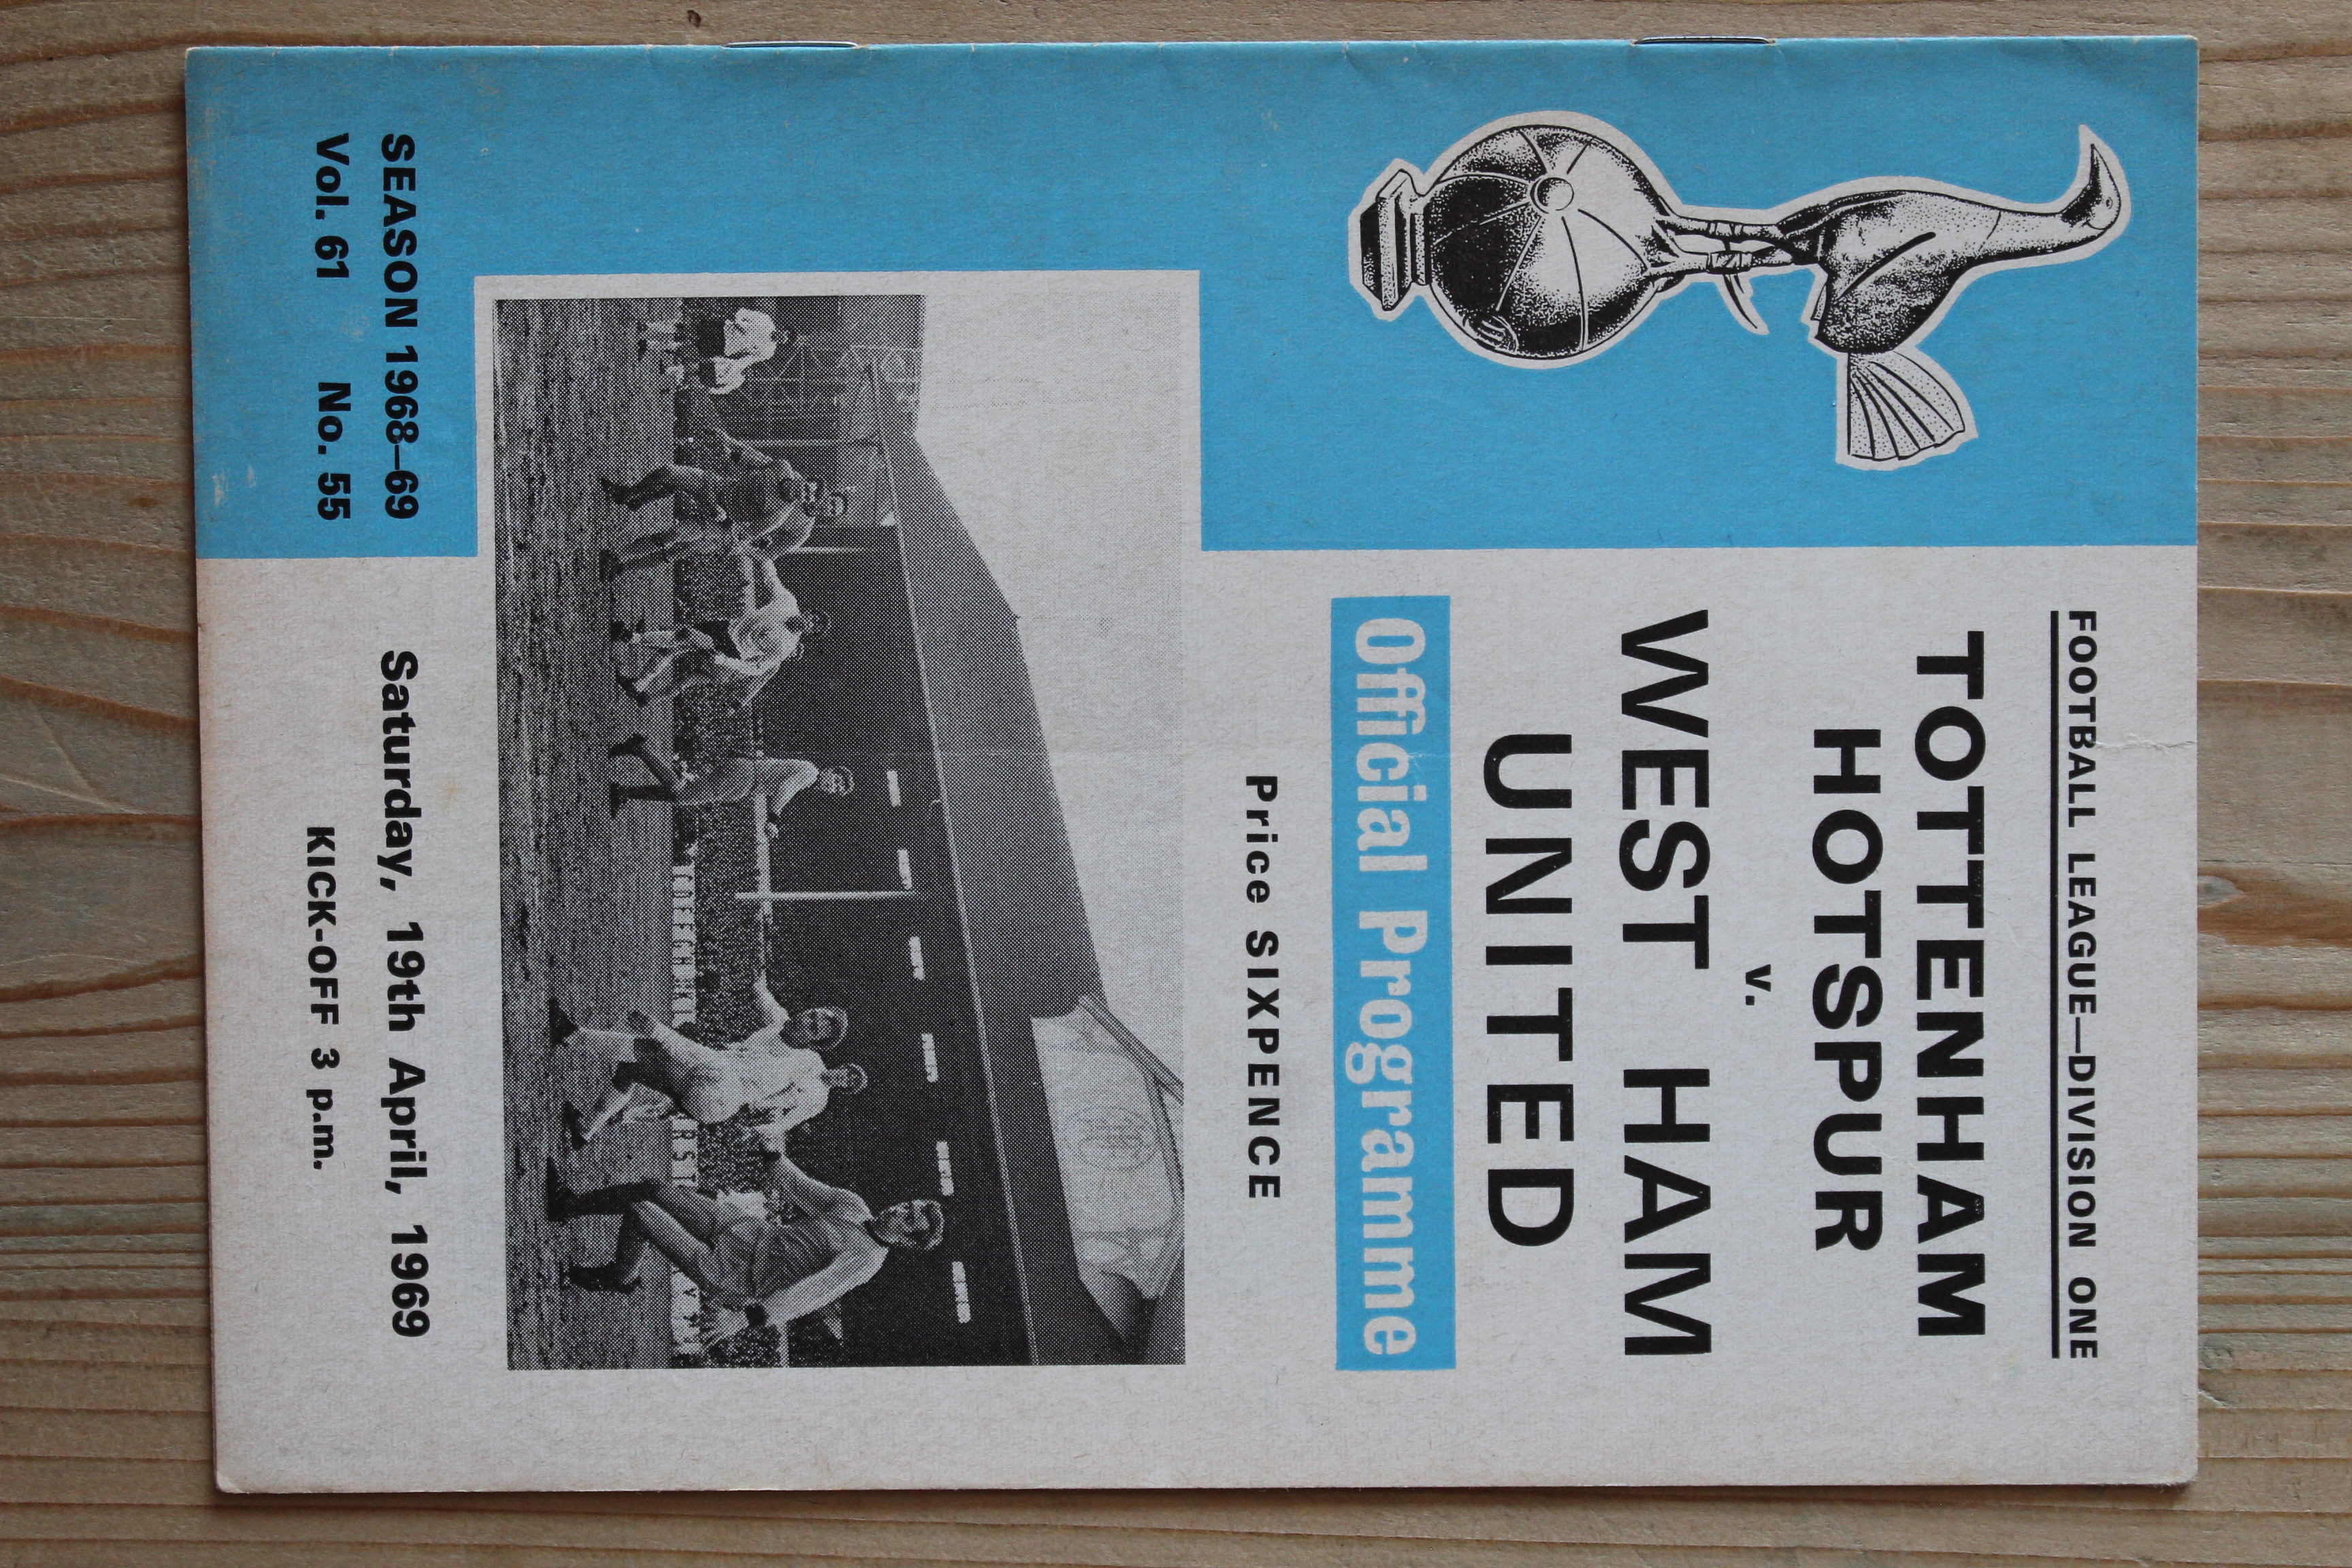 FOOTBALL LEAGUE—DIVISION ONE
TOTTENHAM
HOTSPUR
v.
WEST HAM
UNITED
Official Programme
Price SIXPENCE
SEASON 1968–69
Vol. 61 No. 55
Saturday, 19th April, 1969
KICK-OFF 3 p.m.